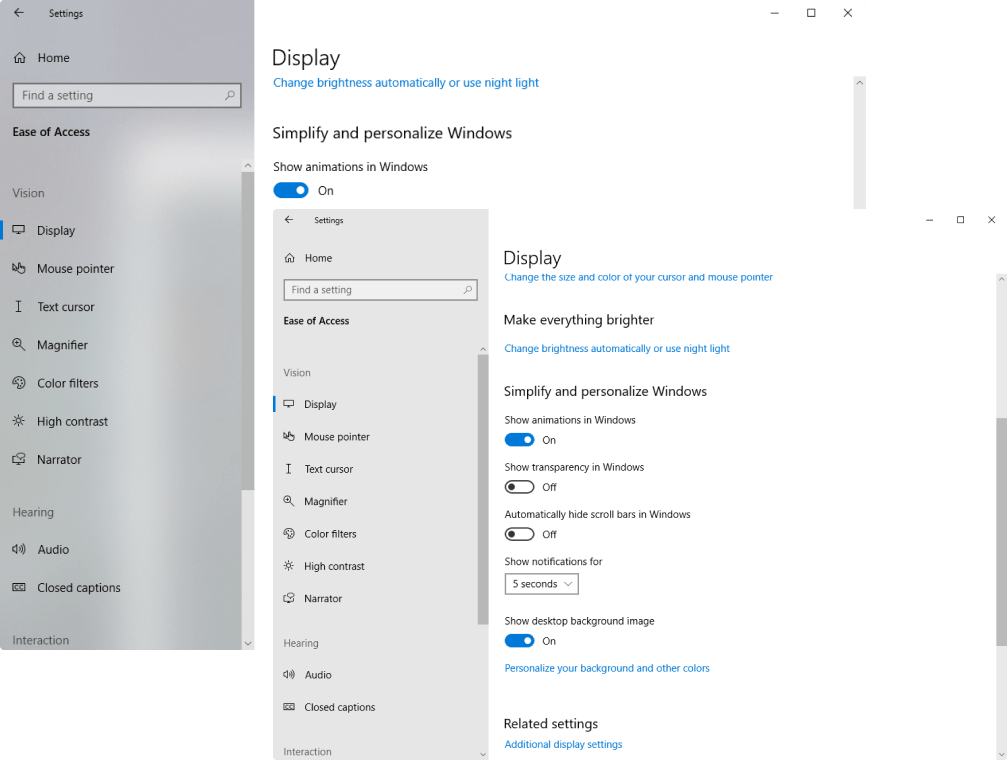 Settings
Home
Find a setting
Ease of Access
Vision
Display
Mouse pointer
Text cursor
Magnifier
Color filters
High contrast
Narrator
Hearing
Audio
Closed captions
Interaction
Display
Change brightness automatically or use night light
Simplify and personalize Windows
Show animations in Windows
On
Settings
Home
Find a setting
Ease of Access
Vision
Display
Mouse pointer
Text cursor
Magnifier
Color filters
High contrast
Narrator
Hearing
Audio
Closed captions
Interaction
Display
Change the size and color of your cursor and mouse pointer
Make everything brighter
Change brightness automatically or use night light
Simplify and personalize Windows
Show animations in Windows
On
Show transparency in Windows
Off
Automatically hide scroll bars in Windows
Off
Show notifications for
5 seconds
Show desktop background image
On
Personalize your background and other colors
Related settings
Additional display settings